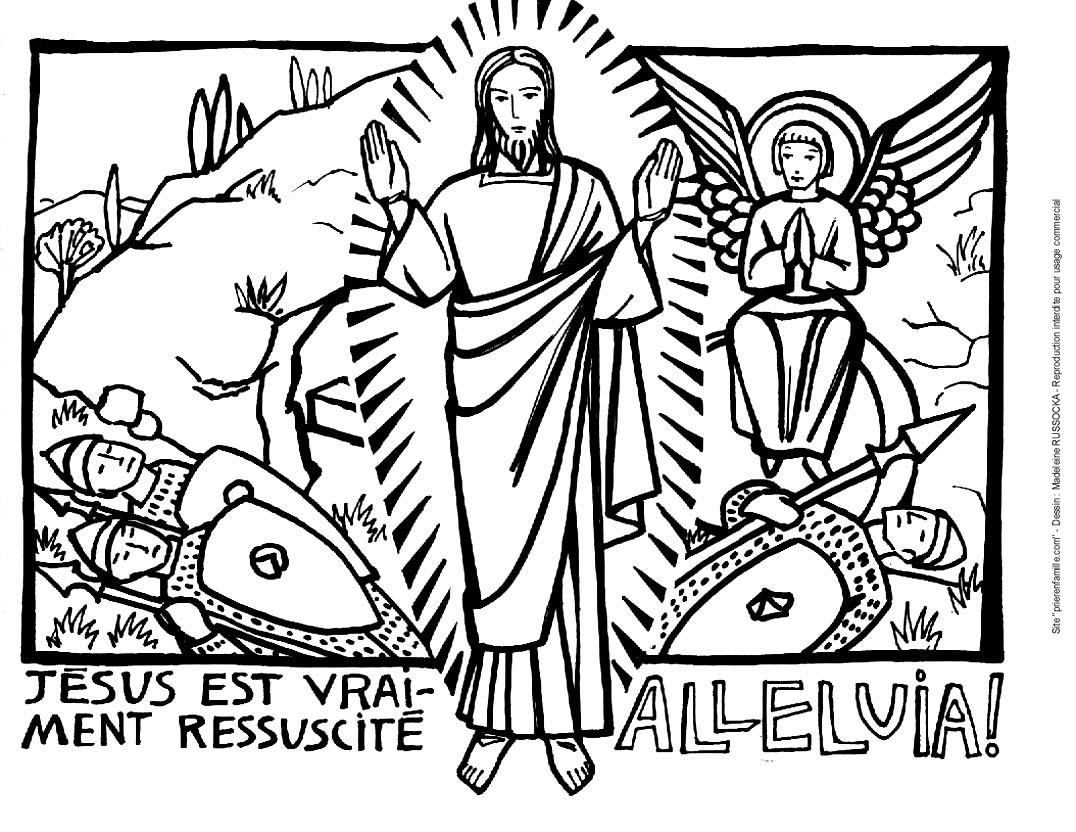 JÉSUS EST VRAI-
MENT RESSUSCITÉ
ALLELUIA!
Site "prierenfamille.com" - Dessin : Madeleine RUSSOCKA - Reproduction interdite pour usage commercial